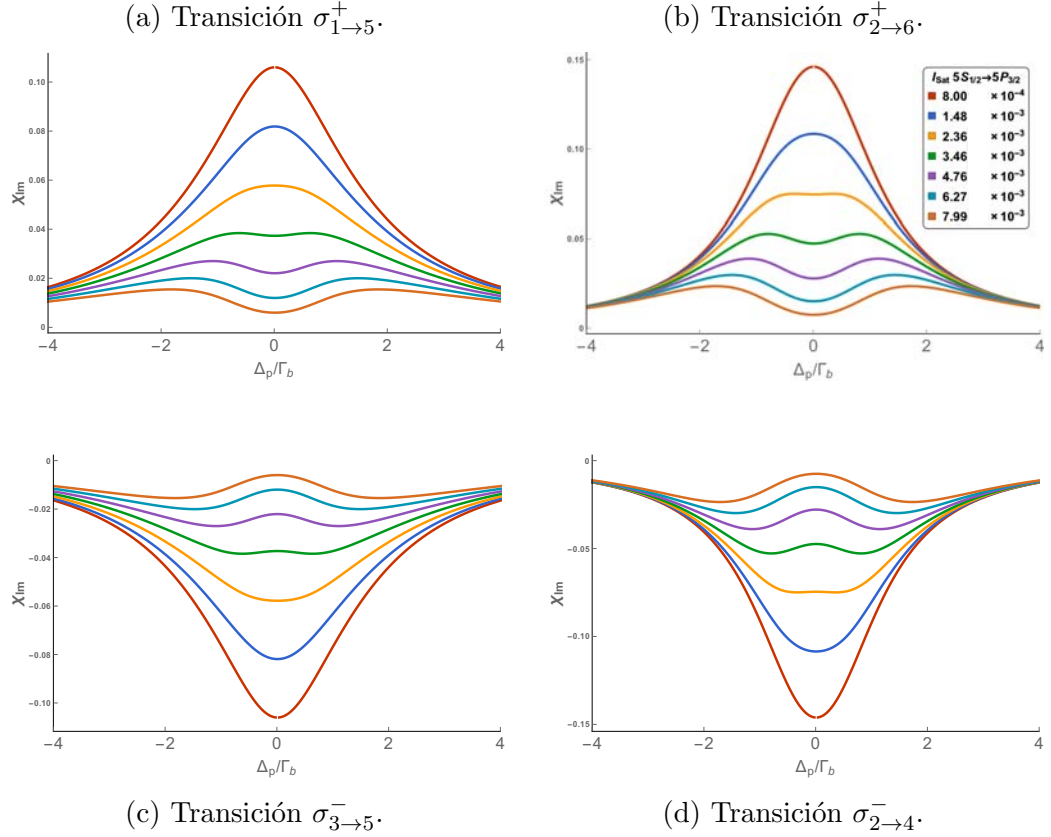 (a) Transición σ⁺₁→₅.
(b) Transición σ⁺₂→₆.
0.10
0.08
0.06
0.04
0.02
0
χIm
−4
−2
0
2
4
Δp/Γb
0.15
0.10
0.05
0
χIm
−4
−2
0
2
4
Δp/Γb
ISat 5S1/2→5P3/2
8.00 × 10⁻⁴
1.48 × 10⁻³
2.36 × 10⁻³
3.46 × 10⁻³
4.76 × 10⁻³
6.27 × 10⁻³
7.99 × 10⁻³
0
−0.02
−0.04
−0.06
−0.08
−0.10
χIm
−4
−2
0
2
4
Δp/Γb
0
−0.05
−0.10
−0.15
χIm
−4
−2
0
2
4
Δp/Γb
(c) Transición σ⁻₃→₅.
(d) Transición σ⁻₂→₄.